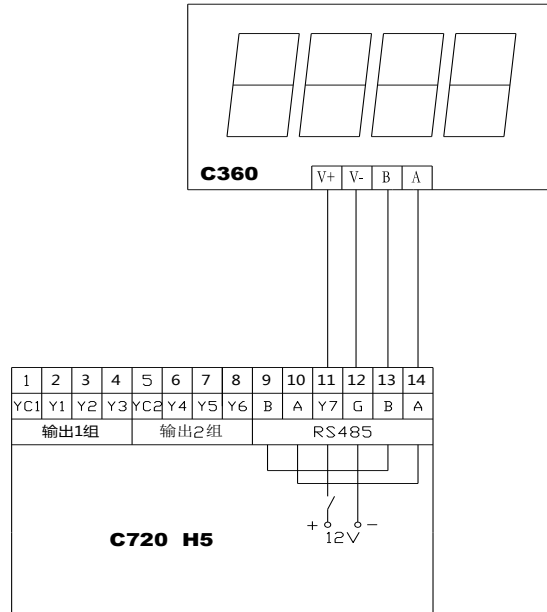 C360
V+ V- B A
1 2 3 4 5 6 7 8 9 10 11 12 13 14
YC1 Y1 Y2 Y3 YC2 Y4 Y5 Y6 B A Y7 G B A
输出1组 输出2组 RS485
+ -
12V
C720 H5